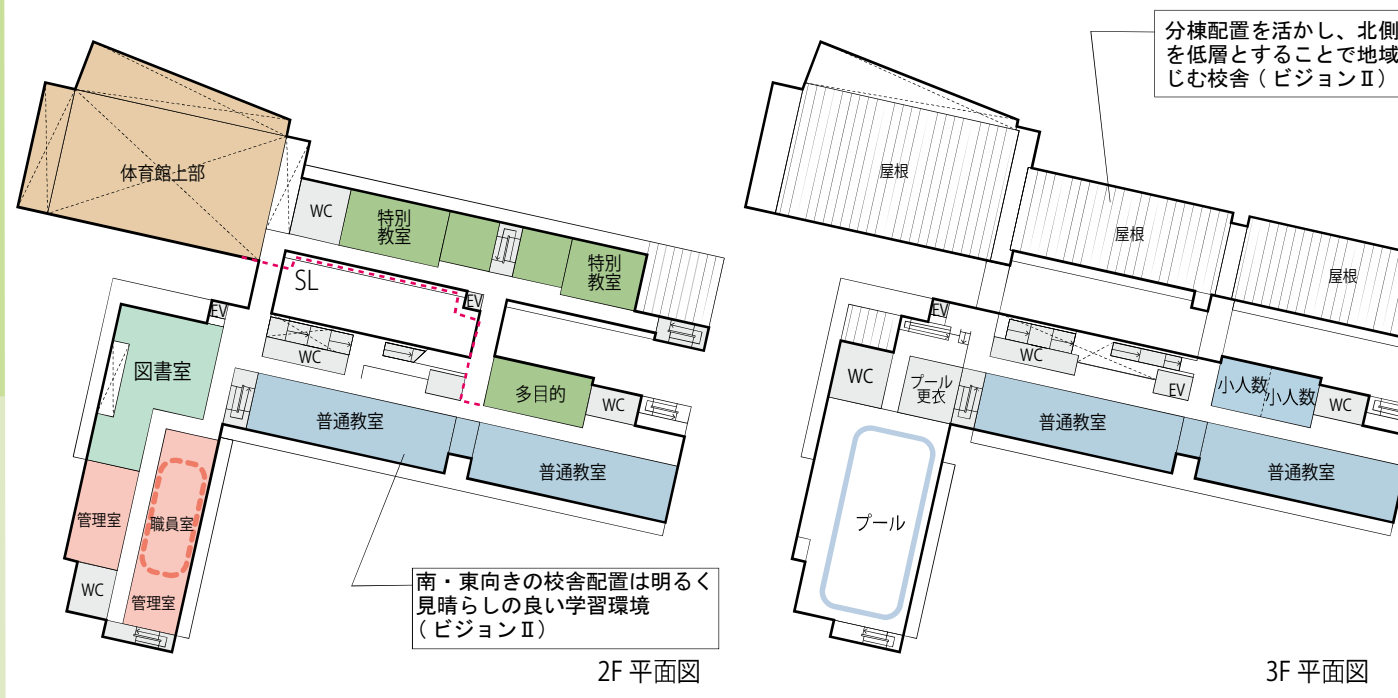 体育館上部
WC
特別
教室
特別
教室
SL
EV
EV
WC
図書室
普通教室
多目的
WC
普通教室
管理室
職員室
WC
管理室
南・東向きの校舎配置は明るく
見晴らしの良い学習環境
(ビジョンⅡ)
2F 平面図
分棟配置を活かし、北側
を低層とすることで地域
じむ校舎(ビジョンⅡ)
屋根
屋根
屋根
EV
WC
WC
プール
更衣
EV
小人数
小人数
WC
普通教室
普通教室
プール
3F 平面図